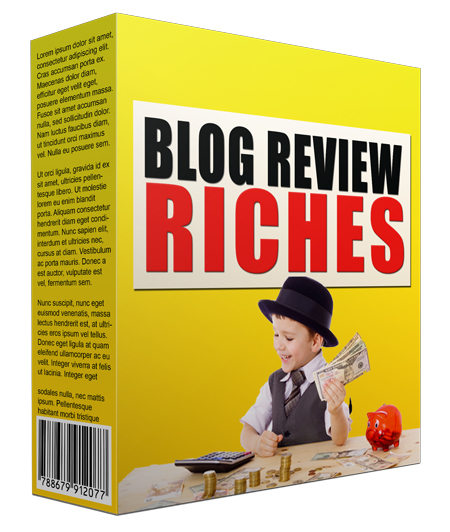 Lorem ipsum dolor sit amet,
consectetur adipiscing elit.
Cras accumsan porta ex.
Maecenas dolor diam,
efficitur eget velit eget,
posuere elementum massa.
Fusce sit amet accumsan
nulla, sed sollicitudin dolor.
Nam luctus faucibus diam,
ut tincidunt orci maximus
vel. Nulla eu posuere sem.
Ut orci ligula, gravida id ex
sit amet, ultricies pellen-
tesque libero. Ut molestie
lorem eu enim blandit
porta. Aliquam consectetur
hendrerit diam eget condi-
mentum. Nunc sapien elit,
interdum et ultricies nec,
cursus at diam. Vestibulum
ac porta mauris. Donec a
est auctor, vulputate est
vel, fermentum sem.
Nunc suscipit, nunc eget
euismod venenatis, massa
lectus hendrerit est, at ultri-
cies eros ipsum vel tellus.
Donec eget ligula at quam
eleifend ullamcorper ac eu
velit. Integer viverra at felis
ut lacinia. Integer eget
sodales nulla, nec mattis
ipsum. Pellentesque
habitant morbi tristique
788679 912077
BLOG REVIEW
RICHES